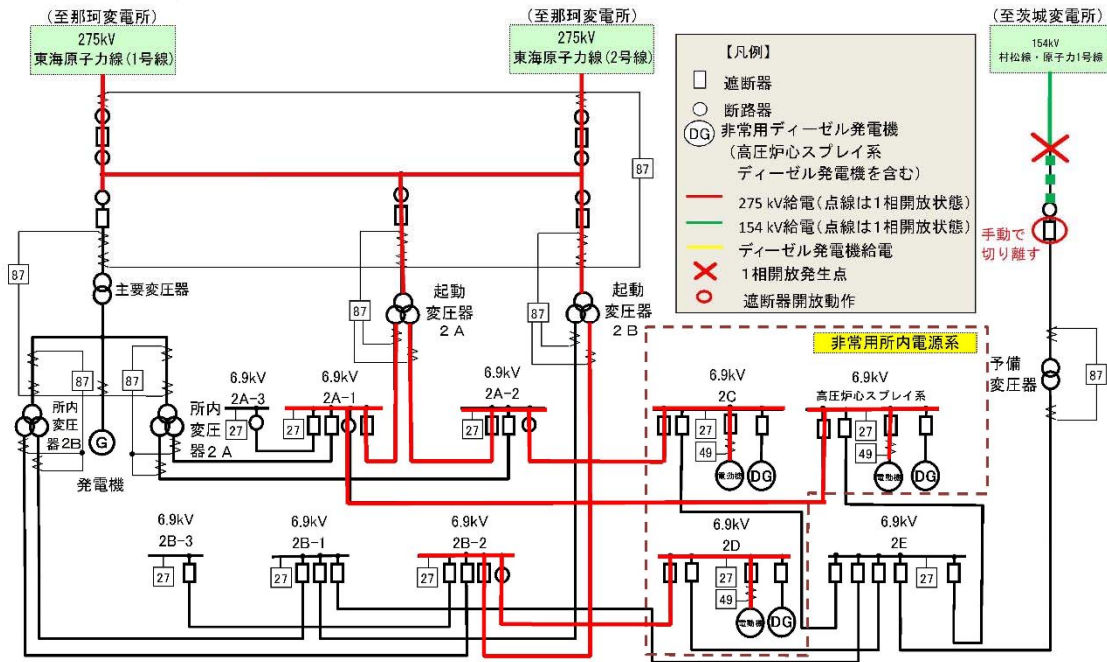 (至那珂変電所)
275kV
東海原子力線(1号線)
(至那珂変電所)
275kV
東海原子力線(2号線)
(至茨城変電所)
154kV
村松線・原子力1号線
【凡例】
遮断器
断路器
DG
非常用ディーゼル発電機
(高圧炉心スプレイ系
ディーゼル発電機を含む)
275 kV給電(点線は1相開放状態)
154 kV給電(点線は1相開放状態)
ディーゼル発電機給電
1相開放発生点
遮断器開放動作
手動で
切り離す
87
87
主要変圧器
87
起動
変圧器
2A
87
起動
変圧器
2B
非常用所内電源系
予備
変圧器
87
87
87
所内
変圧
器2B
G
発電機
所内
変圧
器2A
6.9kV
2A-3
27
6.9kV
2A-1
27
6.9kV
2A-2
27
6.9kV
2C
27
49
電動機
DG
6.9kV
高圧炉心スプレイ系
27
49
電動機
DG
6.9kV
2B-3
27
6.9kV
2B-1
27
6.9kV
2B-2
27
6.9kV
2D
27
49
電動機
DG
6.9kV
2E
27